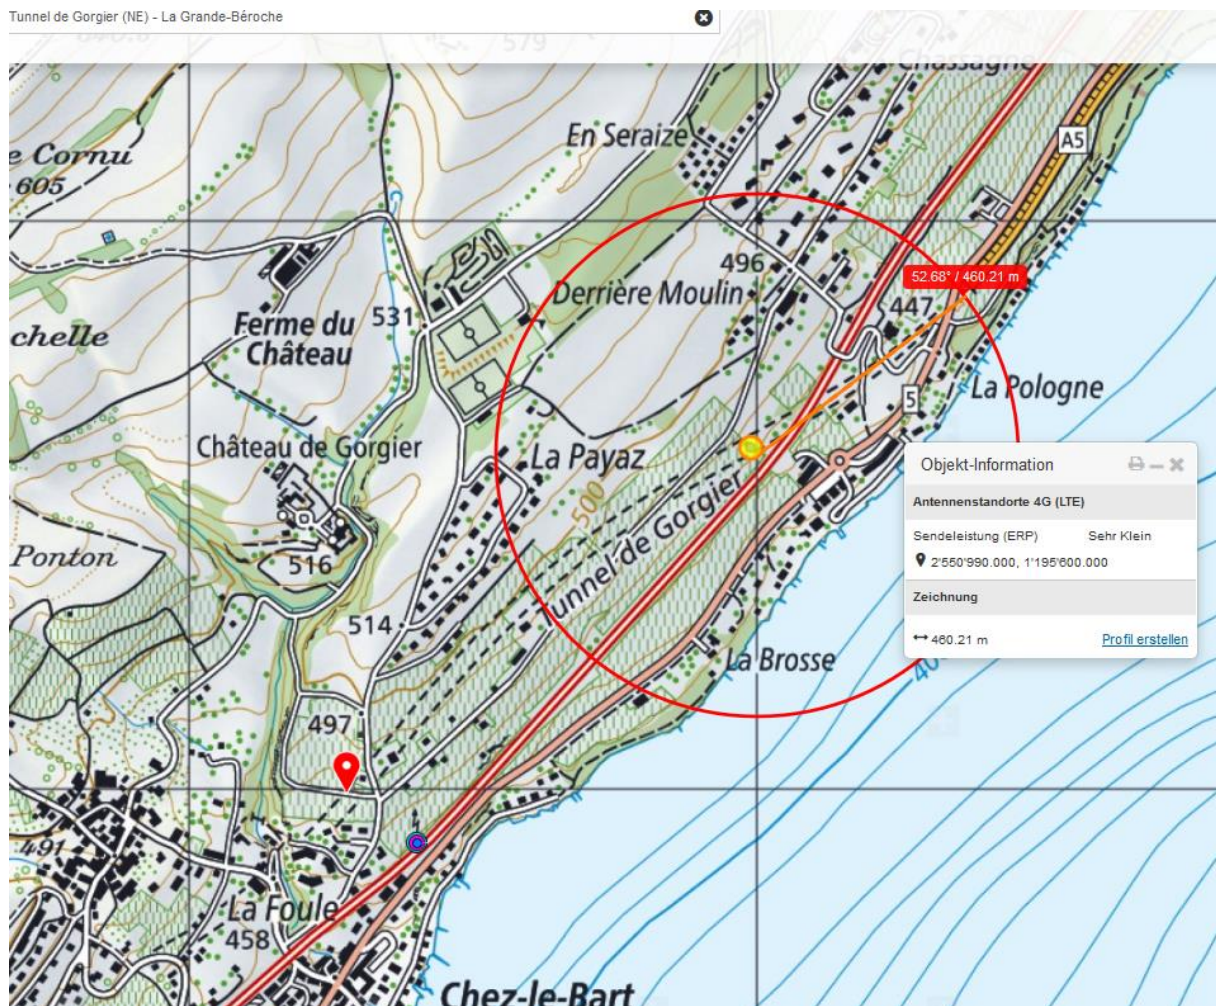 Tunnel de Gorgier (NE) - La Grande-Béroche
579
Chassagne
A5
En Seraize
e Cornu
605
496
52.68° / 460.21 m
Derrière Moulin
447
531
Ferme du
Château
chelle
5
La Pologne
Château de Gorgier
La Payaz
500
Objekt-Information
Antennenstandorte 4G (LTE)
Sendeleistung (ERP) Sehr Klein
2'550'990.000, 1'195'600.000
Zeichnung
460.21 m Profil erstellen
Tunnel de Gorgier
Ponton
516
514
La Brosse
497
491
La Foule
458
Chez-le-Bart